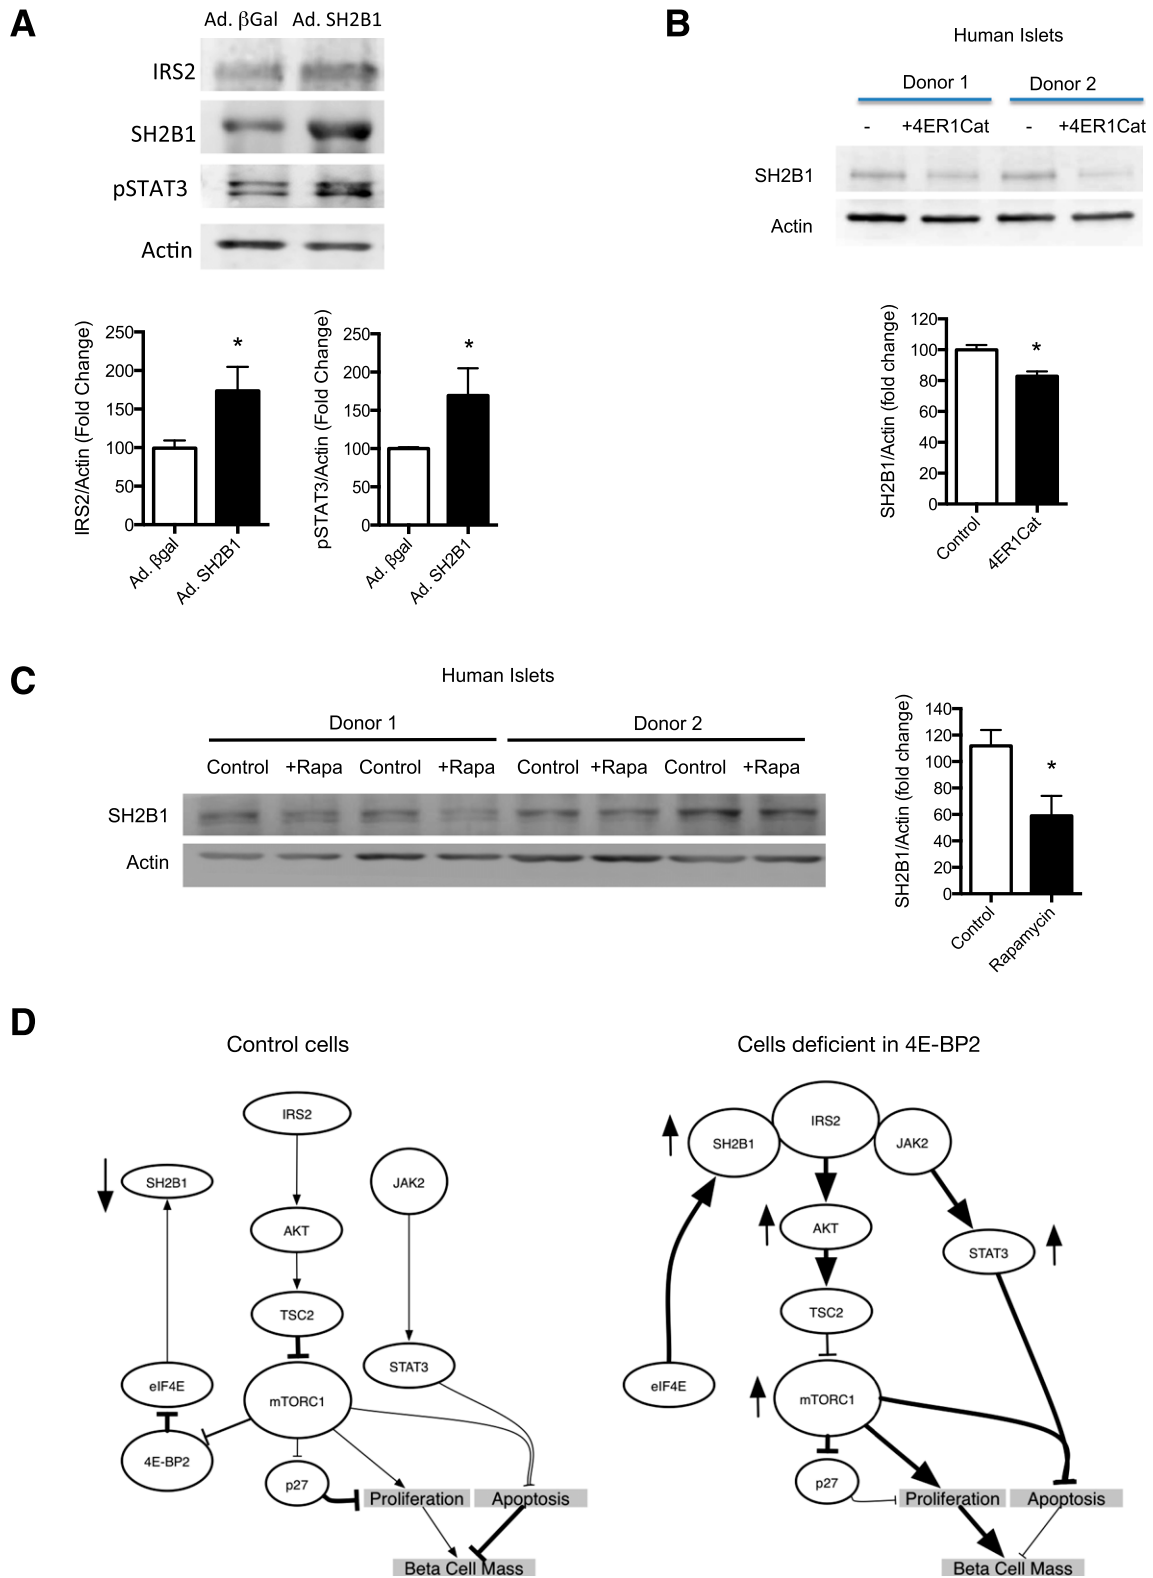 A
Ad. βGal Ad. SH2B1
IRS2
SH2B1
pSTAT3
Actin
IRS2/Actin (Fold Change)
250
200
150
100
50
0
*
Ad. βgal
Ad. SH2B1
pSTAT3/Actin (Fold Change)
250
200
150
100
50
0
*
Ad. βgal
Ad. SH2B1
B
Human Islets
Donor 1 Donor 2
- +4ER1Cat - +4ER1Cat
SH2B1
Actin
SH2B1/Actin (fold change)
120
100
80
60
40
20
0
*
Control
4ER1Cat
C
Human Islets
Donor 1 Donor 2
Control +Rapa Control +Rapa Control +Rapa Control +Rapa
SH2B1
Actin
SH2B1/Actin (fold change)
140
120
100
80
60
40
20
0
*
Control
Rapamycin
D
Control cells
IRS2
SH2B1
JAK2
AKT
TSC2
STAT3
eIF4E
mTORC1
4E-BP2
p27
Proliferation
Apoptosis
Beta Cell Mass
Cells deficient in 4E-BP2
IRS2
SH2B1
JAK2
AKT
STAT3
TSC2
eIF4E
mTORC1
p27
Proliferation
Apoptosis
Beta Cell Mass